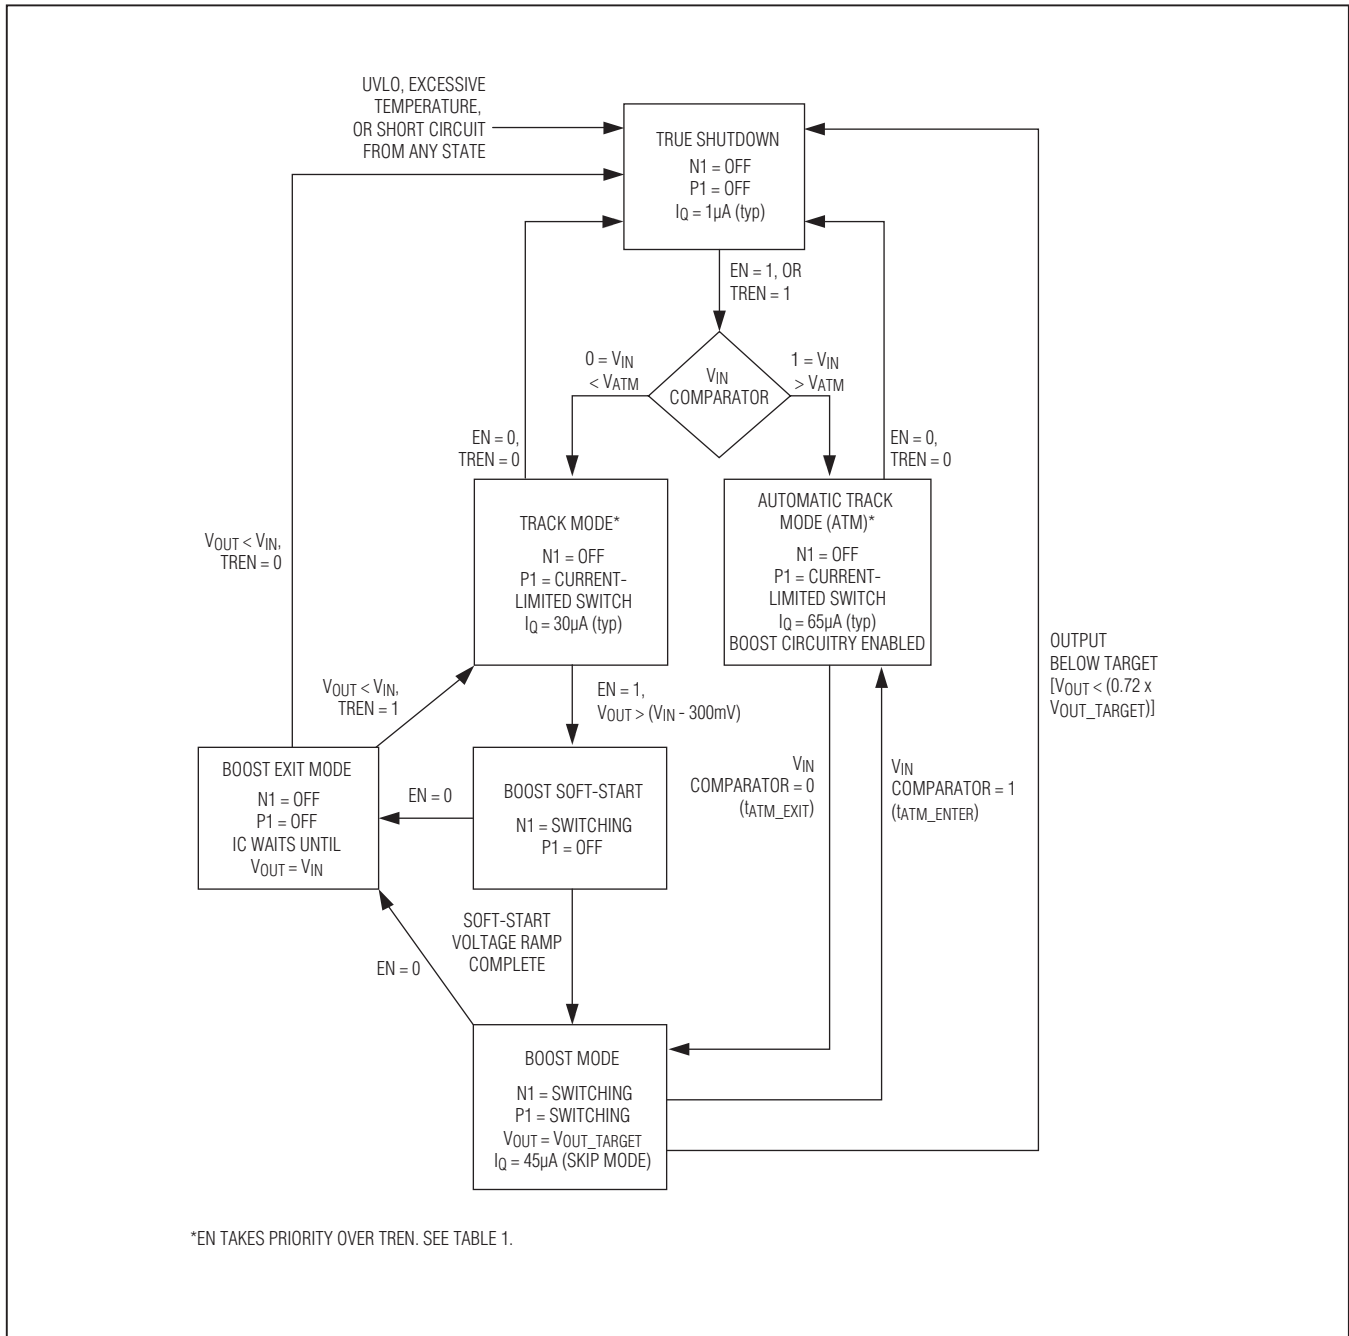 UVLO, EXCESSIVE
TEMPERATURE,
OR SHORT CIRCUIT
FROM ANY STATE
TRUE SHUTDOWN
N1 = OFF
P1 = OFF
IQ = 1µA (typ)
EN = 1, OR
TREN = 1
0 = VIN
< VATM
VIN
COMPARATOR
1 = VIN
> VATM
EN = 0,
TREN = 0
EN = 0,
TREN = 0
TRACK MODE*
N1 = OFF
P1 = CURRENT-
LIMITED SWITCH
IQ = 30µA (typ)
AUTOMATIC TRACK
MODE (ATM)*
N1 = OFF
P1 = CURRENT-
LIMITED SWITCH
IQ = 65µA (typ)
BOOST CIRCUITRY ENABLED
VOUT < VIN,
TREN = 0
VOUT < VIN,
TREN = 1
EN = 1,
VOUT > (VIN - 300mV)
OUTPUT
BELOW TARGET
[VOUT < (0.72 x
VOUT_TARGET)]
BOOST EXIT MODE
N1 = OFF
P1 = OFF
IC WAITS UNTIL
VOUT = VIN
EN = 0
BOOST SOFT-START
N1 = SWITCHING
P1 = OFF
VIN
COMPARATOR = 0
(tATM_EXIT)
VIN
COMPARATOR = 1
(tATM_ENTER)
SOFT-START
VOLTAGE RAMP
COMPLETE
EN = 0
BOOST MODE
N1 = SWITCHING
P1 = SWITCHING
VOUT = VOUT_TARGET
IQ = 45µA (SKIP MODE)
*EN TAKES PRIORITY OVER TREN. SEE TABLE 1.